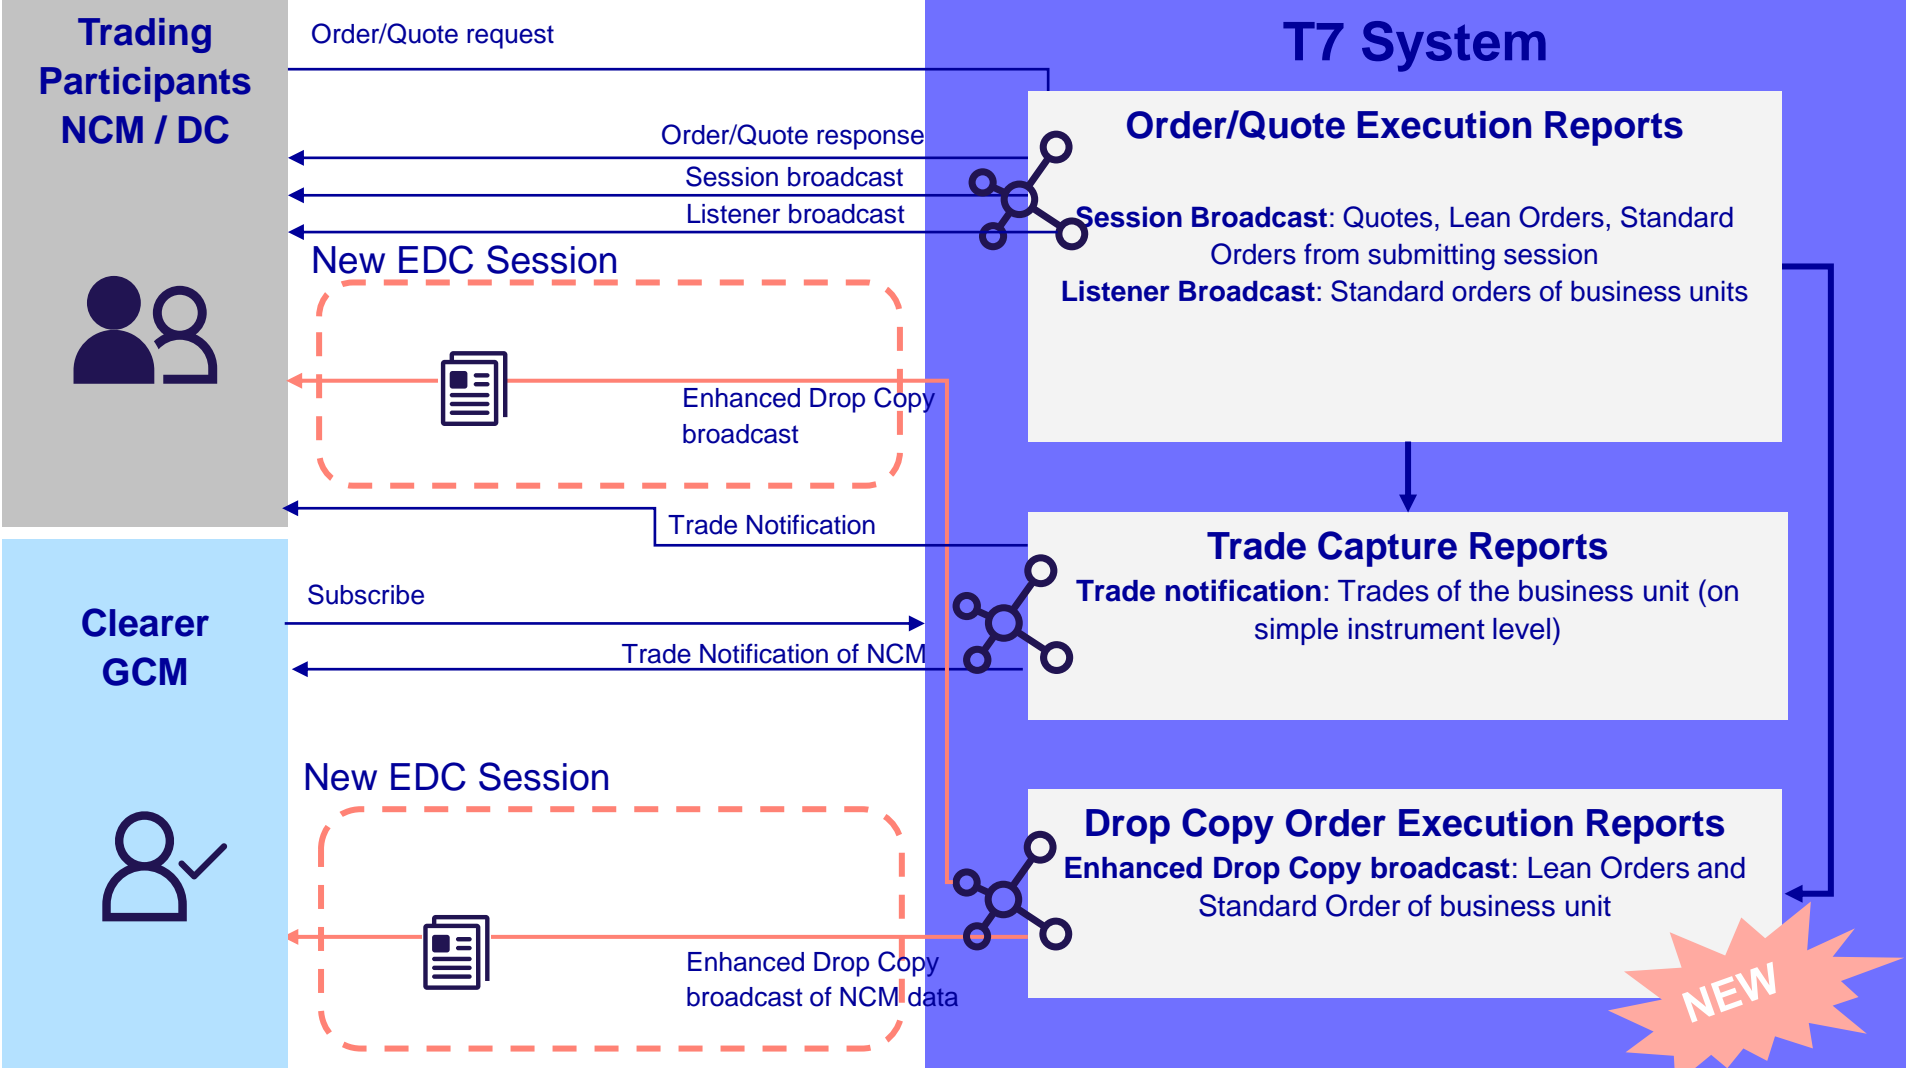 Trading
Participants
NCM / DC
Order/Quote request
Order/Quote response
Session broadcast
Listener broadcast
New EDC Session
Enhanced Drop Copy
broadcast
Trade Notification
Clearer
GCM
Subscribe
Trade Notification of NCM
New EDC Session
Enhanced Drop Copy
broadcast of NCM data
T7 System
Order/Quote Execution Reports
Session Broadcast: Quotes, Lean Orders, Standard
Orders from submitting session
Listener Broadcast: Standard orders of business units
Trade Capture Reports
Trade notification: Trades of the business unit (on
simple instrument level)
Drop Copy Order Execution Reports
Enhanced Drop Copy broadcast: Lean Orders and
Standard Order of business unit
NEW